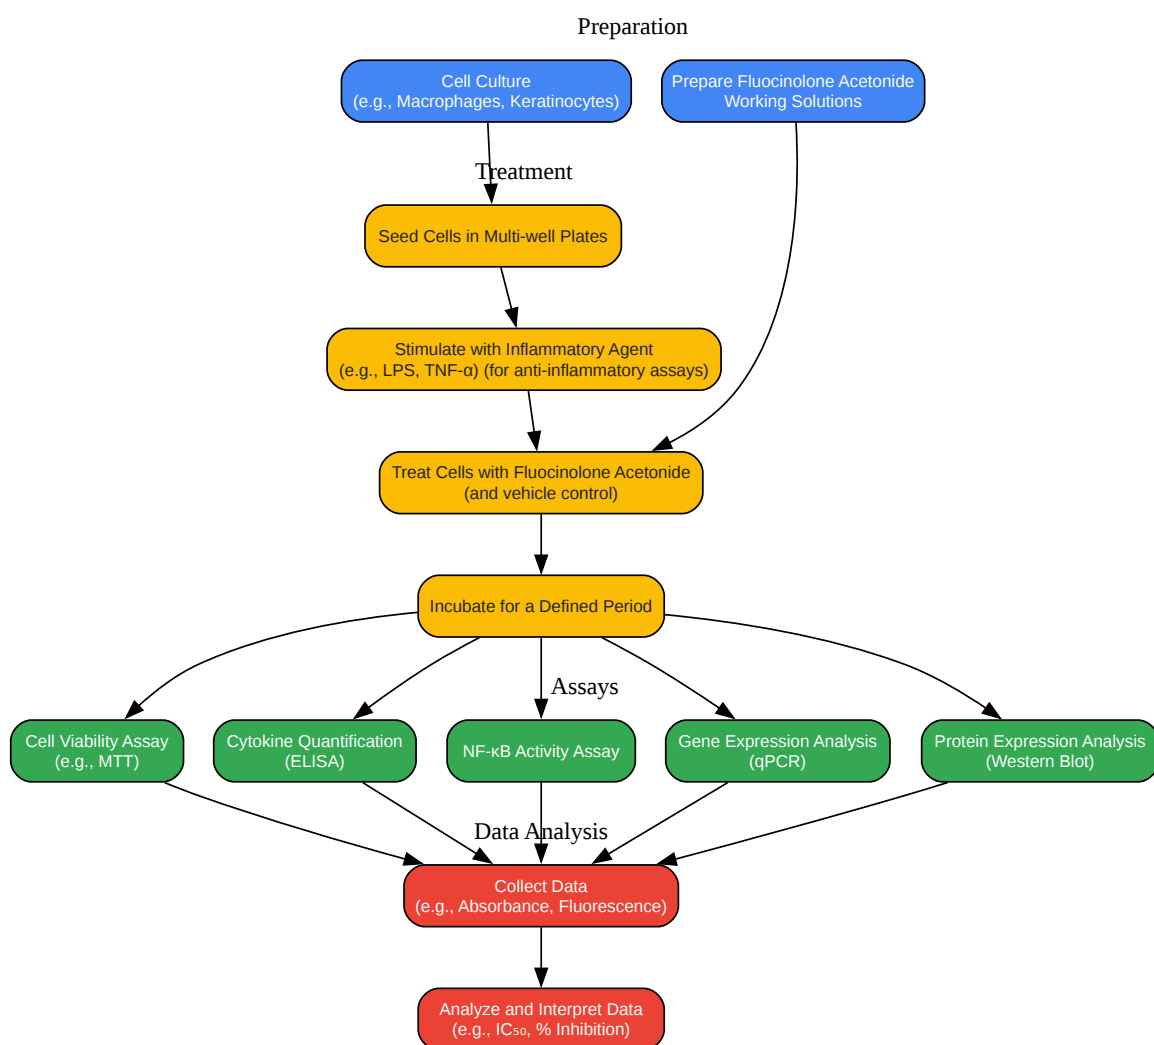 Preparation
Cell Culture
(e.g., Macrophages, Keratinocytes)
Prepare Fluocinolone Acetonide
Working Solutions
Treatment
Seed Cells in Multi-well Plates
Stimulate with Inflammatory Agent
(e.g., LPS, TNF-α) (for anti-inflammatory assays)
Treat Cells with Fluocinolone Acetonide
(and vehicle control)
Incubate for a Defined Period
Assays
Cell Viability Assay
(e.g., MTT)
Cytokine Quantification
(ELISA)
NF-κB Activity Assay
Gene Expression Analysis
(qPCR)
Protein Expression Analysis
(Western Blot)
Data Analysis
Collect Data
(e.g., Absorbance, Fluorescence)
Analyze and Interpret Data
(e.g., IC₅₀, % Inhibition)